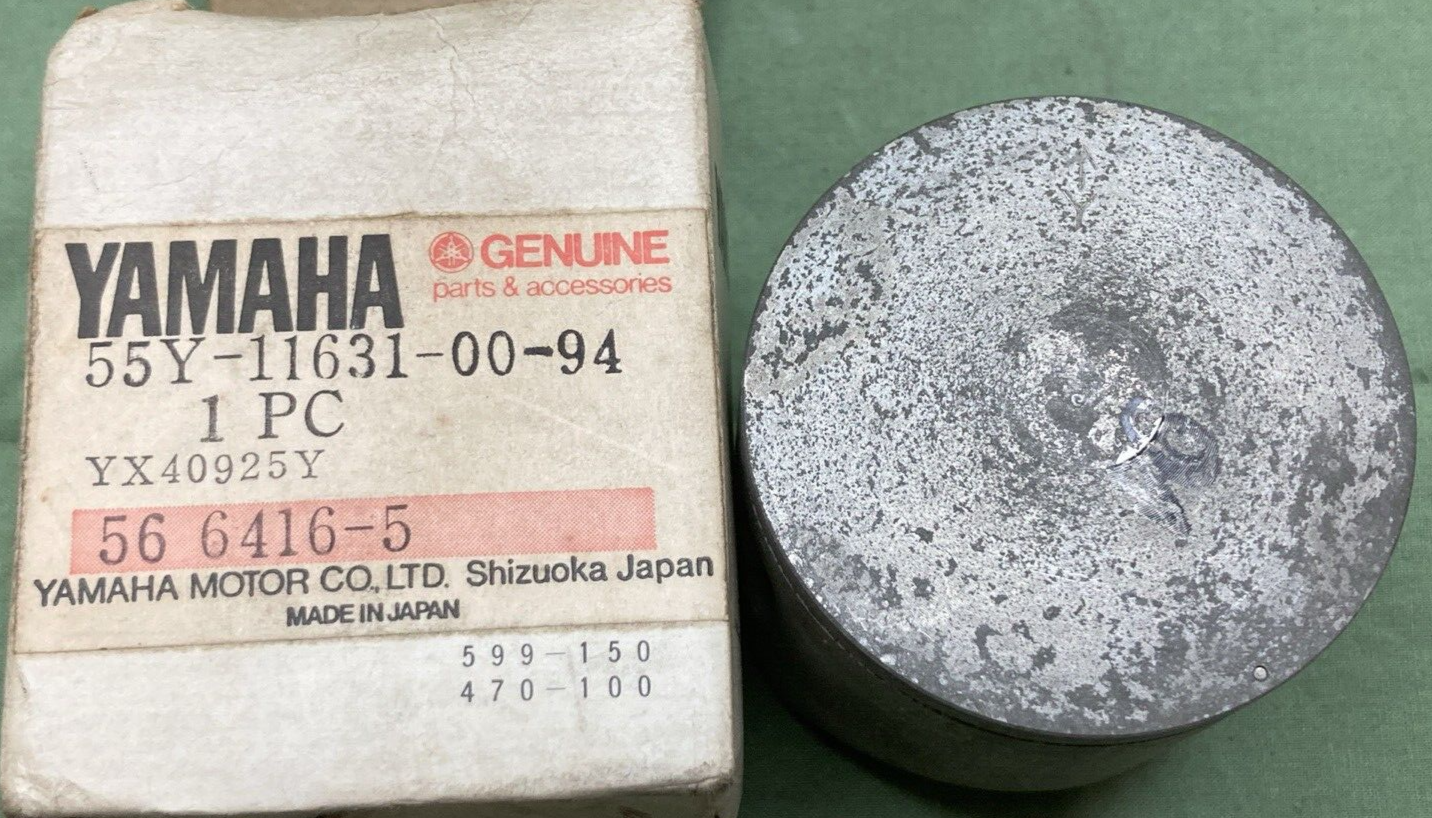 YAMAHA GENUINE
parts & accessories
55Y-11631-00-94
1 PC
YX40925Y
56 6416-5
YAMAHA MOTOR CO.,LTD. Shizuoka Japan
MADE IN JAPAN
599-150
470-100